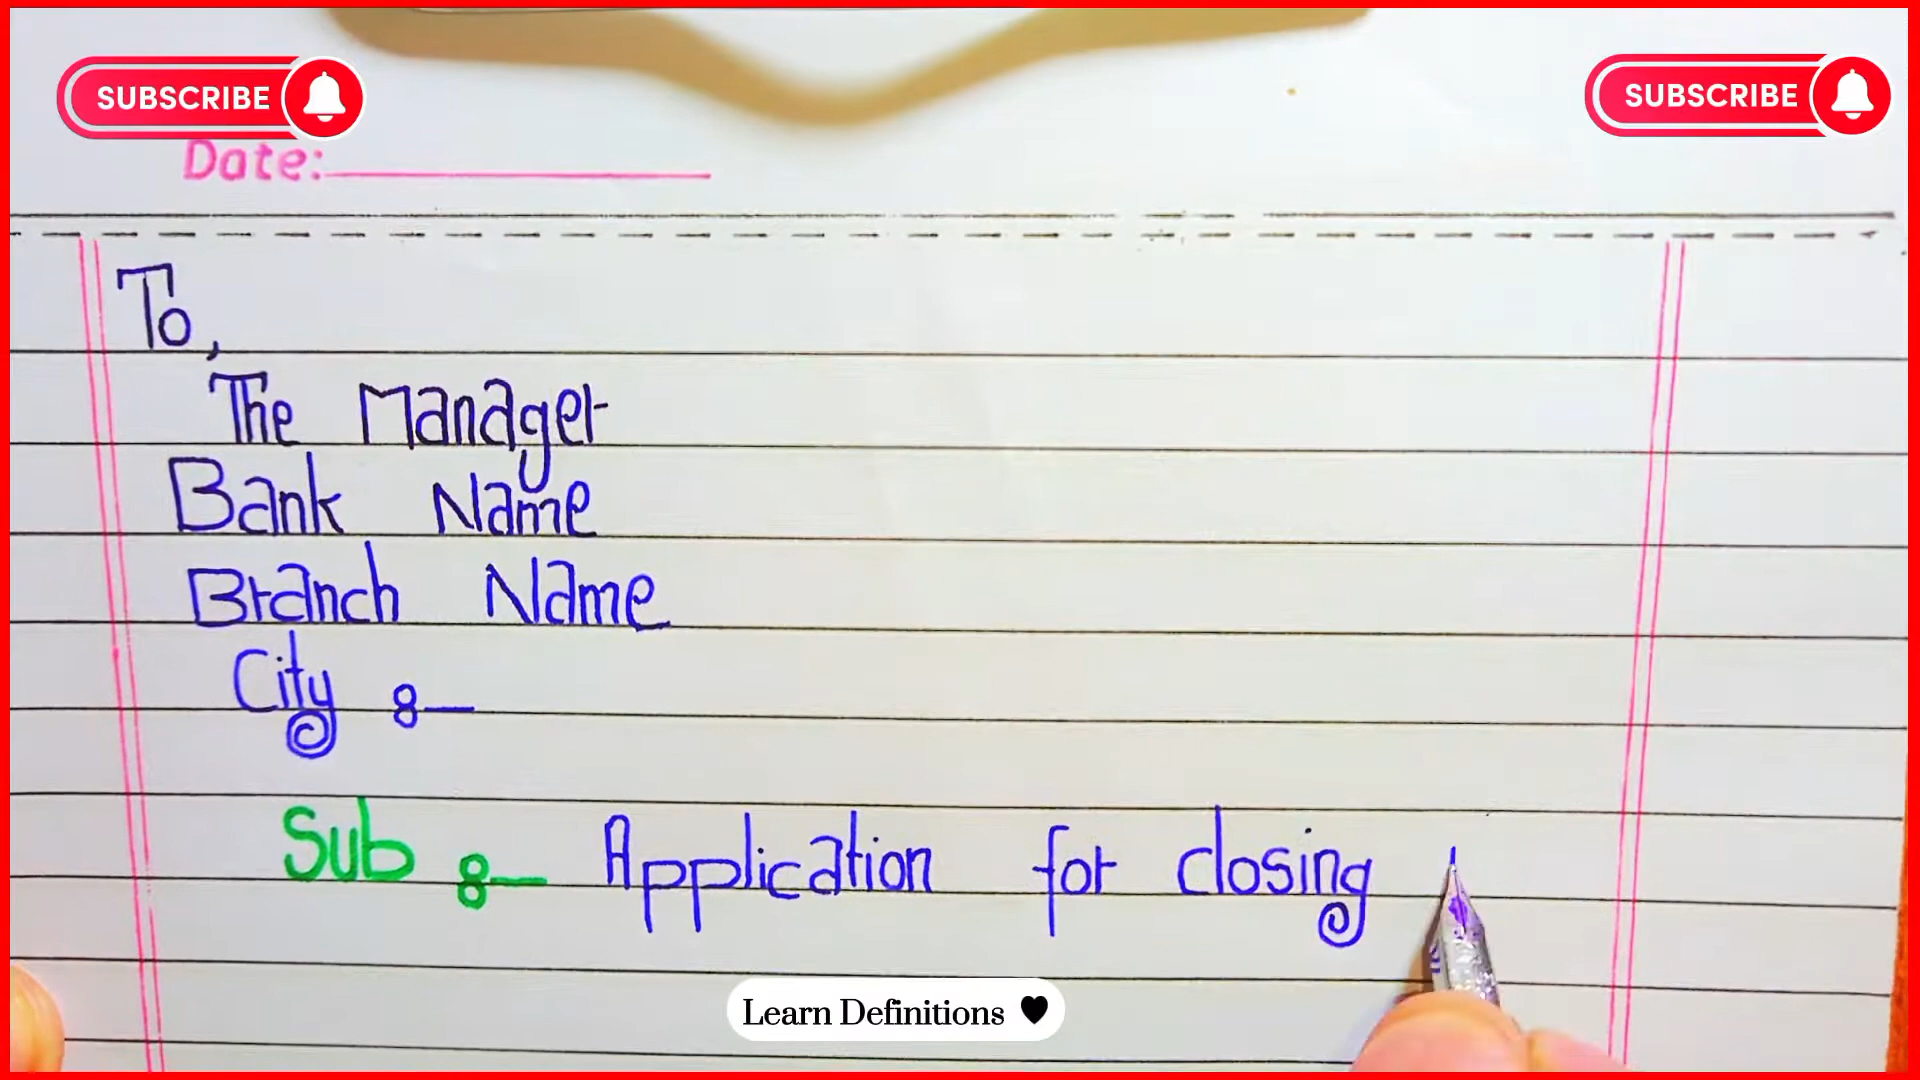 SUBSCRIBE
SUBSCRIBE
Date:
To,
The Manager
Bank Name
Branch Name
City :-
Sub :- Application for closing
Learn Definitions ♥